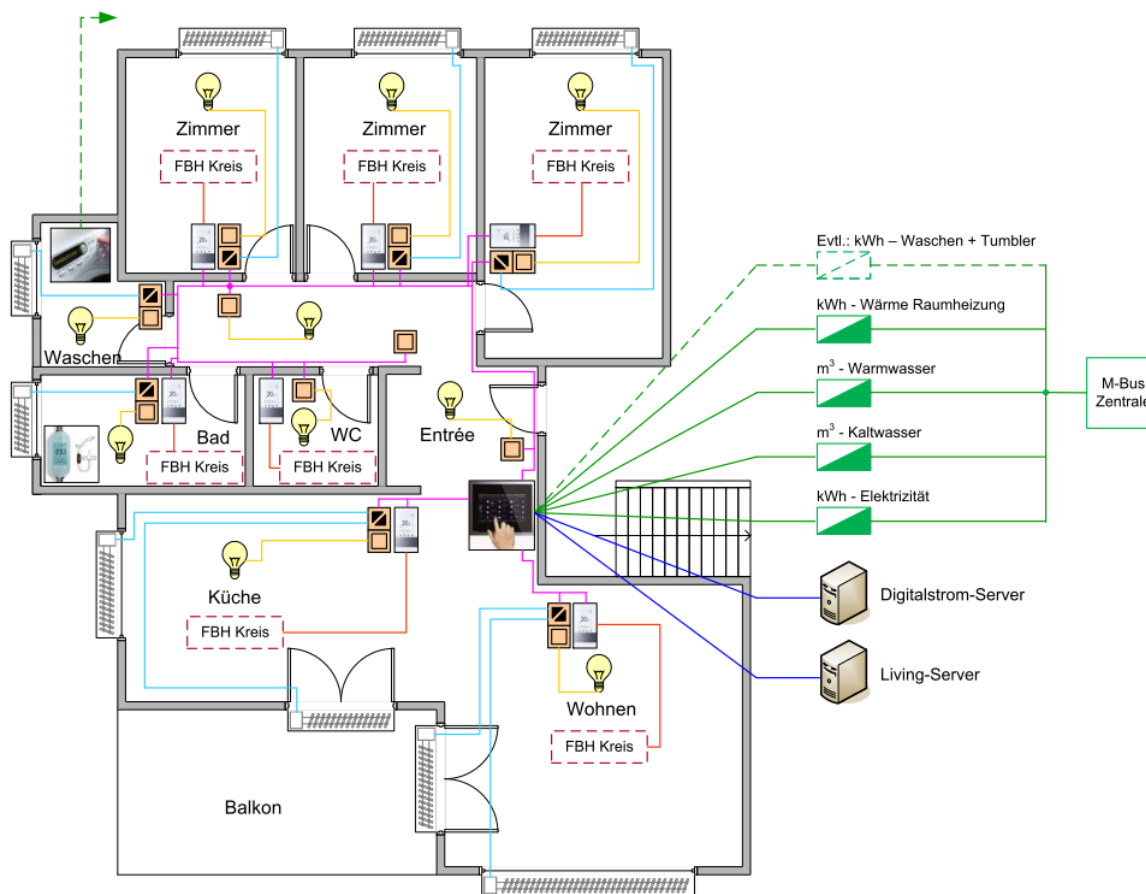 Zimmer
Zimmer
Zimmer
FBH Kreis
FBH Kreis
FBH Kreis
Evtl.: kWh – Waschen + Tumbler
kWh - Wärme Raumheizung
Waschen
m³ - Warmwasser
M-Bus
Zentrale
Bad
WC
Entrée
FBH Kreis
FBH Kreis
m³ - Kaltwasser
kWh - Elektrizität
Küche
FBH Kreis
Digitalstrom-Server
Living-Server
Wohnen
FBH Kreis
Balkon